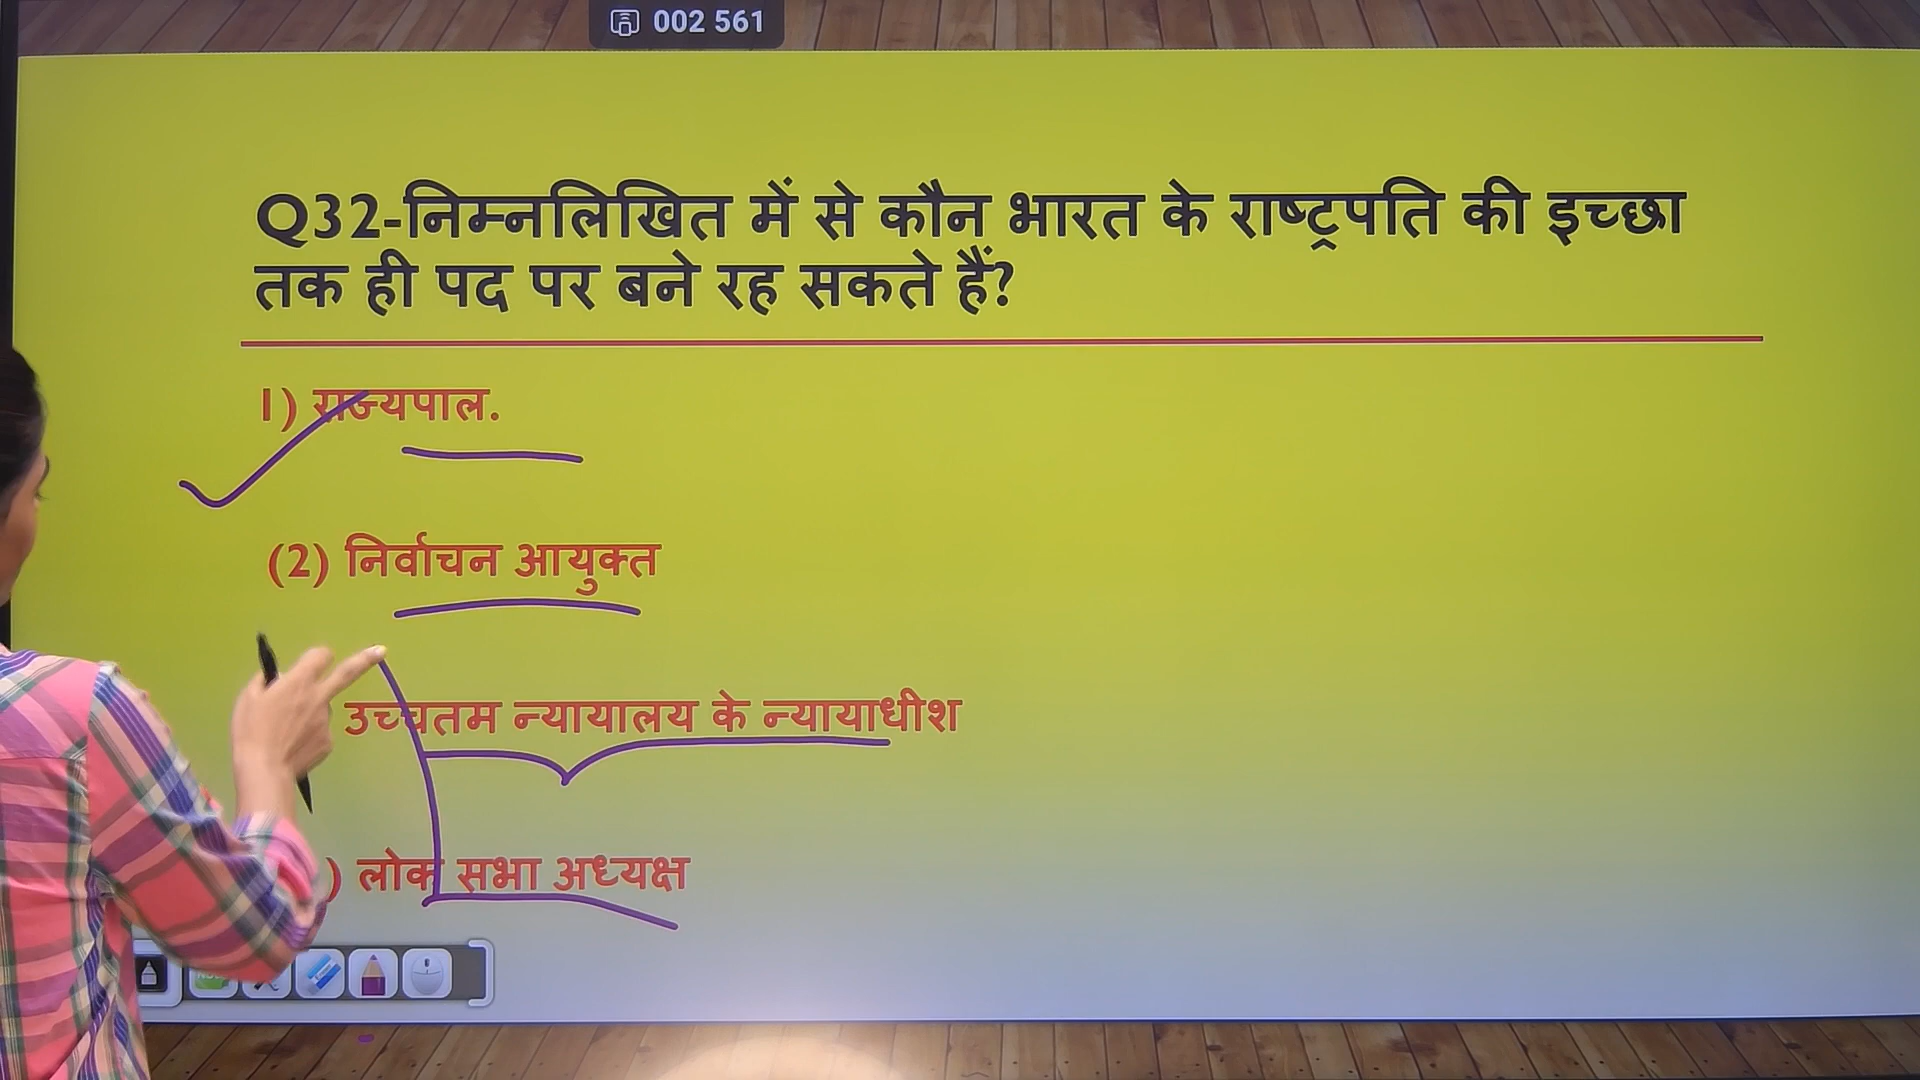 002 561
Q32-निम्नलिखित में से कौन भारत के राष्ट्रपति की इच्छा
तक ही पद पर बने रह सकते हैं?
1) राज्यपाल.
(2) निर्वाचन आयुक्त
उच्चतम न्यायालय के न्यायाधीश
) लोक सभा अध्यक्ष